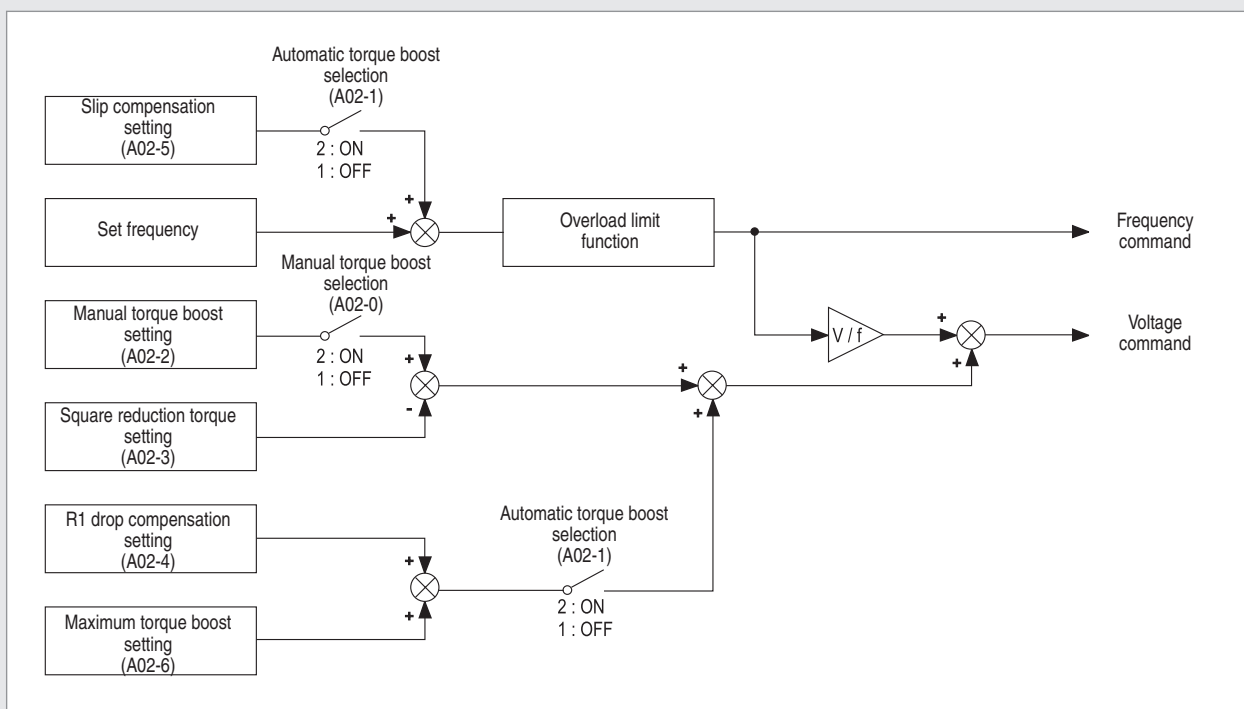 Automatic torque boost
selection
(A02-1)
Slip compensation
setting
(A02-5)
2 : ON
1 : OFF
+
+
Set frequency
Overload limit
function
Frequency
command
Manual torque boost
selection
(A02-0)
Manual torque boost
setting
(A02-2)
2 : ON
1 : OFF
+
-
V / f
+
+
Voltage
command
+
+
Square reduction torque
setting
(A02-3)
R1 drop compensation
setting
(A02-4)
+
+
Automatic torque boost
selection
(A02-1)
2 : ON
1 : OFF
Maximum torque boost
setting
(A02-6)